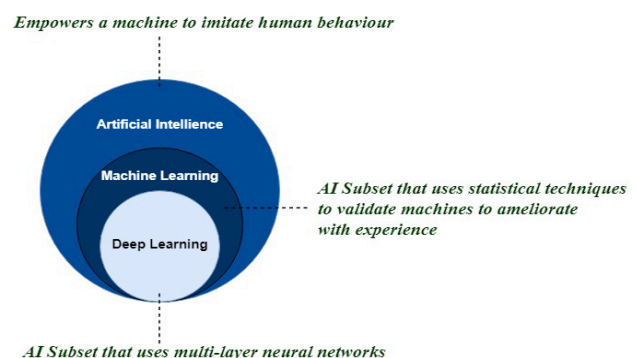 Empowers a machine to imitate human behaviour
Artificial Intellience
Machine Learning
AI Subset that uses statistical techniques
to validate machines to ameliorate
with experience
Deep Learning
AI Subset that uses multi-layer neural networks